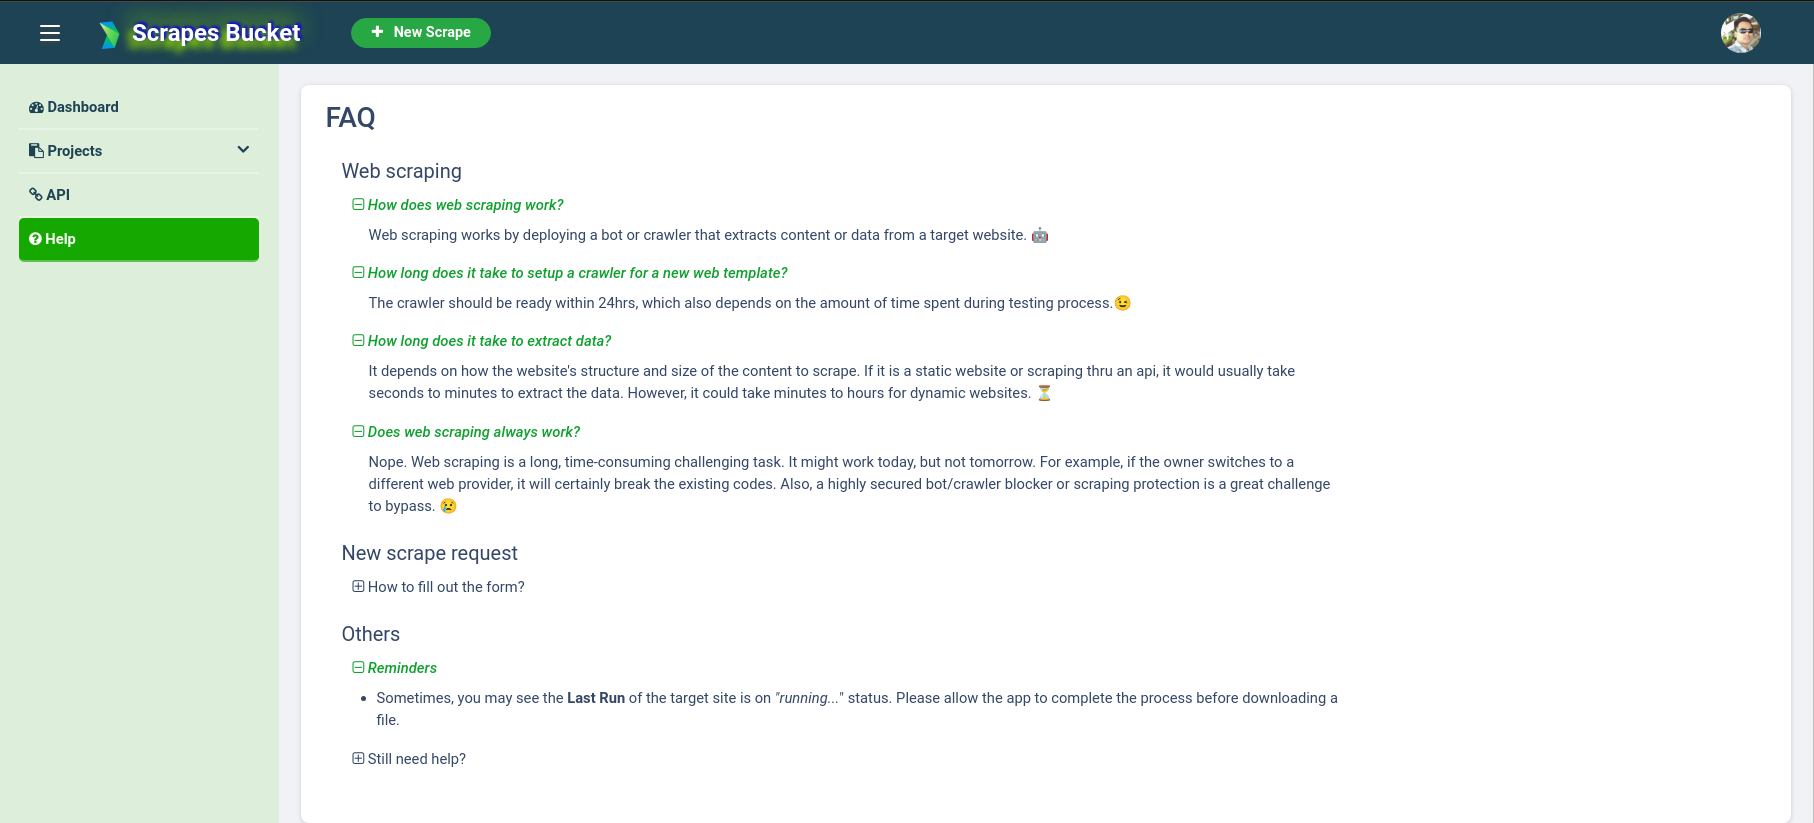 Scrapes Bucket
New Scrape
Dashboard
Projects
API
Help
FAQ
Web scraping
How does web scraping work?
Web scraping works by deploying a bot or crawler that extracts content or data from a target website. 🤖
How long does it take to setup a crawler for a new web template?
The crawler should be ready within 24hrs, which also depends on the amount of time spent during testing process.😉
How long does it take to extract data?
It depends on how the website's structure and size of the content to scrape. If it is a static website or scraping thru an api, it would usually take
seconds to minutes to extract the data. However, it could take minutes to hours for dynamic websites. ⏳
Does web scraping always work?
Nope. Web scraping is a long, time-consuming challenging task. It might work today, but not tomorrow. For example, if the owner switches to a
different web provider, it will certainly break the existing codes. Also, a highly secured bot/crawler blocker or scraping protection is a great challenge
to bypass. 😢
New scrape request
How to fill out the form?
Others
Reminders
• Sometimes, you may see the Last Run of the target site is on "running..." status. Please allow the app to complete the process before downloading a
file.
Still need help?